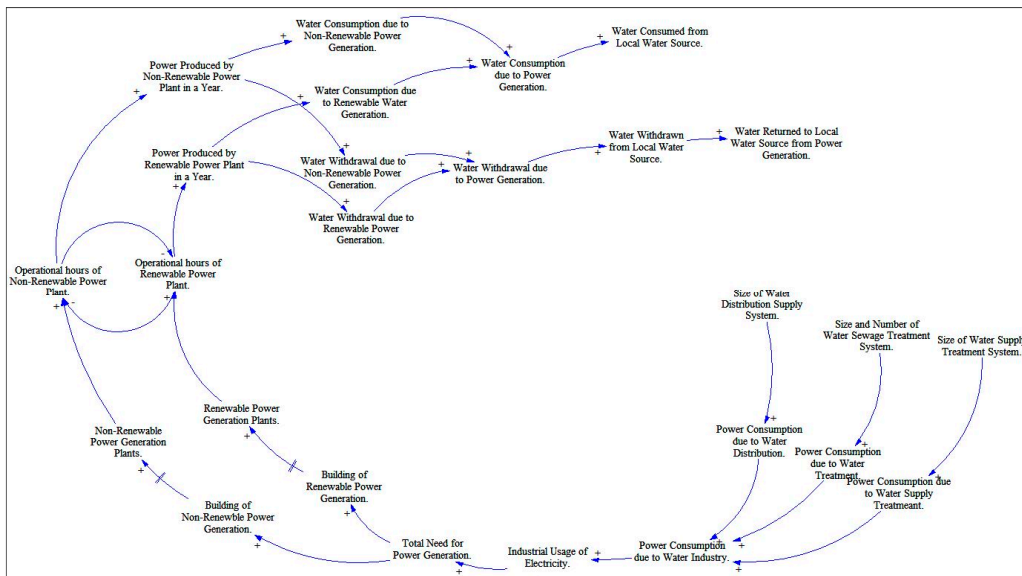 Water Consumption due to
Non-Renewable Power
Generation.
Water Consumed from
Local Water Source.
Power Produced by
Non-Renewable Power
Plant in a Year.
Water Consumption due
to Renewable Water
Generation.
Water Consumption
due to Power
Generation.
Power Produced by
Renewable Power Plant
in a Year.
Water Withdrawal due to
Non-Renewable Power
Generation.
Water Withdrawal due
to Power Generation.
Water Withdrawn
from Local Water
Source.
Water Returned to Local
Water Source from Power
Generation.
Water Withdrawal due to
Renewable Power
Generation.
Operational hours of
Non-Renewable Power
Plant.
Operational hours of
Renewable Power
Plant.
Size of Water
Distribution Supply
System.
Size and Number of
Water Sewage Treatment
System.
Size of Water Supply
Treatment System.
Non-Renewable
Power Generation
Plants.
Renewable Power
Generation Plants.
Power Consumption
due to Water
Distribution.
Power Consumption
due to Water
Treatment.
Power Consumption due
to Water Supply
Treatmeant.
Building of
Renewable Power
Generation.
Building of
Non-Renewble Power
Generation.
Total Need for
Power Generation.
Industrial Usage of
Electricity.
Power Consumption
due to Water Industry.